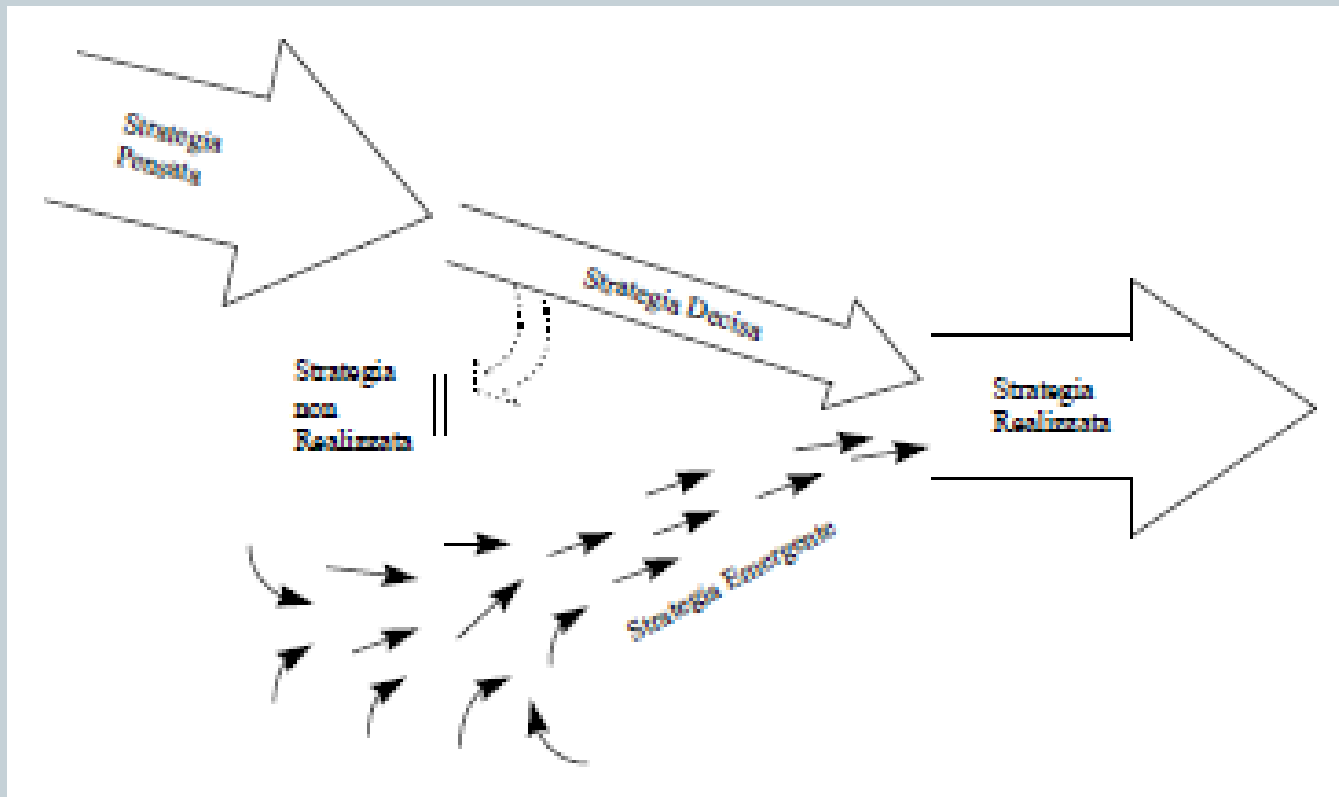 Strategia
Pensata
Strategia Decisa
Strategia
non
Realizzata
Strategia
Realizzata
Strategia Emergente